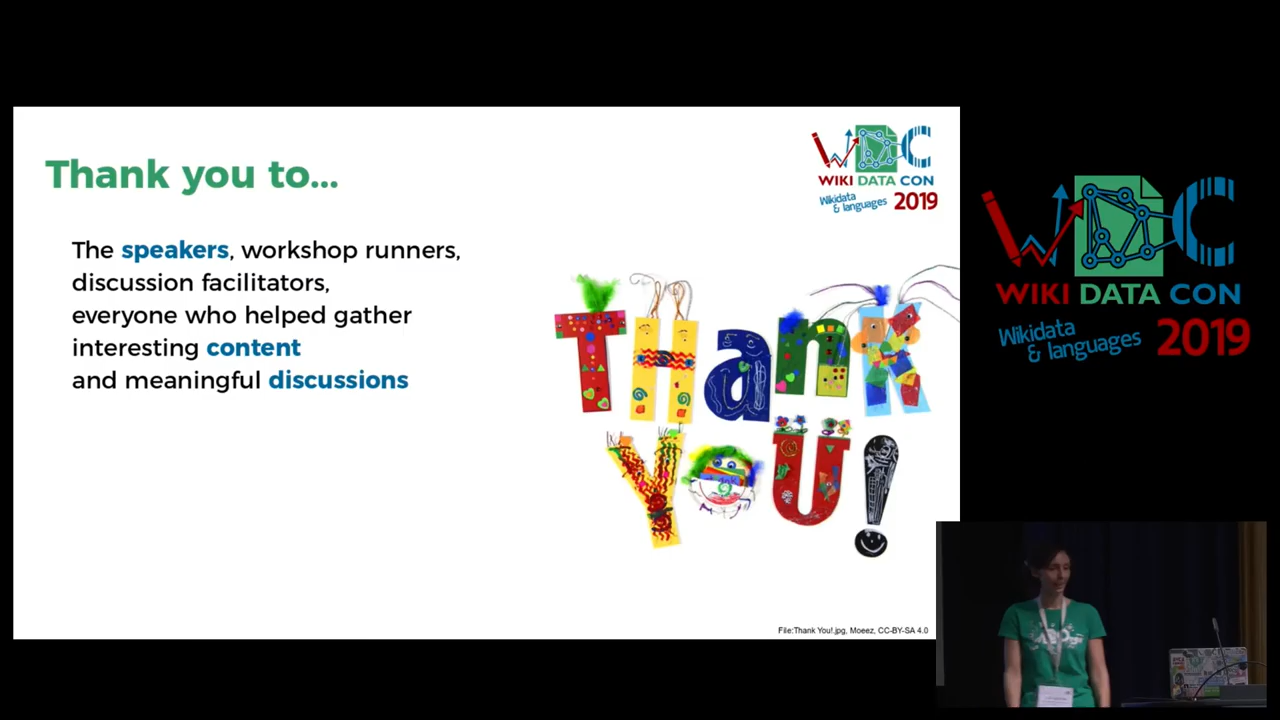 Thank you to...
WIKI DATA CON
Wikidata
& languages 2019
The speakers, workshop runners,
discussion facilitators,
everyone who helped gather
interesting content
and meaningful discussions
THanK
YOU!
File:Thank You!.jpg, Moeez, CC-BY-SA 4.0
WDC
WIKI DATA CON
Wikidata
& languages 2019